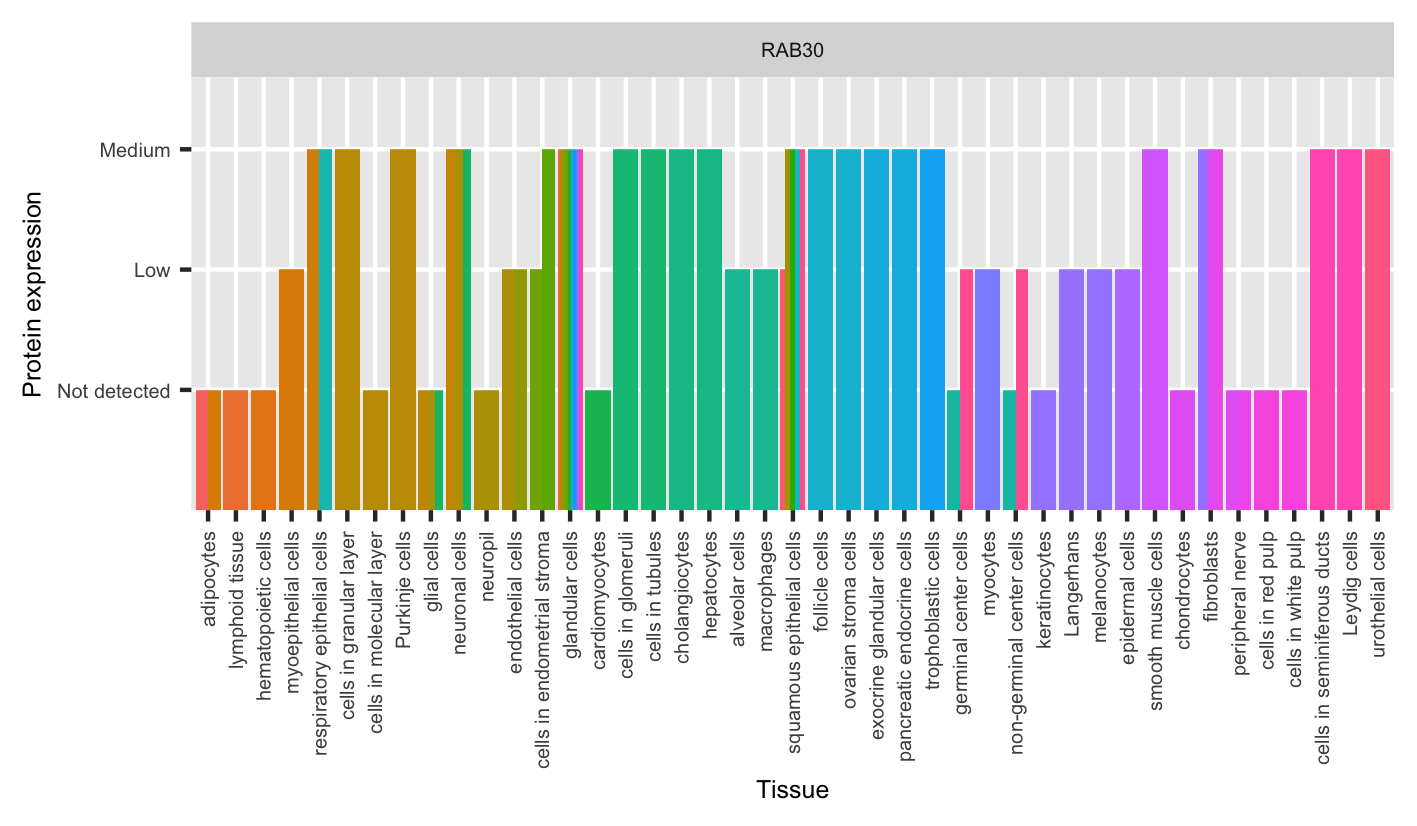 RAB30
Medium
Low
Not detected
Protein expression
adipocytes
lymphoid tissue
hematopoietic cells
myoepithelial cells
respiratory epithelial cells
cells in granular layer
cells in molecular layer
Purkinje cells
glial cells
neuronal cells
neuropil
endothelial cells
cells in endometrial stroma
glandular cells
cardiomyocytes
cells in glomeruli
cells in tubules
cholangiocytes
hepatocytes
alveolar cells
macrophages
squamous epithelial cells
follicle cells
ovarian stroma cells
exocrine glandular cells
pancreatic endocrine cells
trophoblastic cells
germinal center cells
myocytes
non-germinal center cells
keratinocytes
Langerhans
melanocytes
epidermal cells
smooth muscle cells
chondrocytes
fibroblasts
peripheral nerve
cells in red pulp
cells in white pulp
cells in seminiferous ducts
Leydig cells
urothelial cells
Tissue